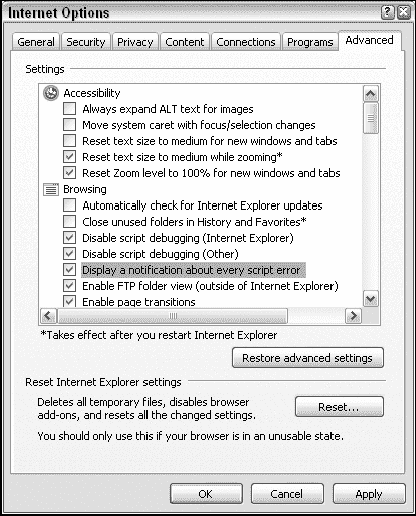 Internet Options
General Security Privacy Content Connections Programs Advanced
Settings
Accessibility
Always expand ALT text for images
Move system caret with focus/selection changes
Reset text size to medium for new windows and tabs
Reset text size to medium while zooming*
Reset Zoom level to 100% for new windows and tabs
Browsing
Automatically check for Internet Explorer updates
Close unused folders in History and Favorites*
Disable script debugging (Internet Explorer)
Disable script debugging (Other)
Display a notification about every script error
Enable FTP folder view (outside of Internet Explorer)
Enable page transitions
*Takes effect after you restart Internet Explorer
Restore advanced settings
Reset Internet Explorer settings
Deletes all temporary files, disables browser
add-ons, and resets all the changed settings.
Reset...
You should only use this if your browser is in an unusable state.
OK Cancel Apply